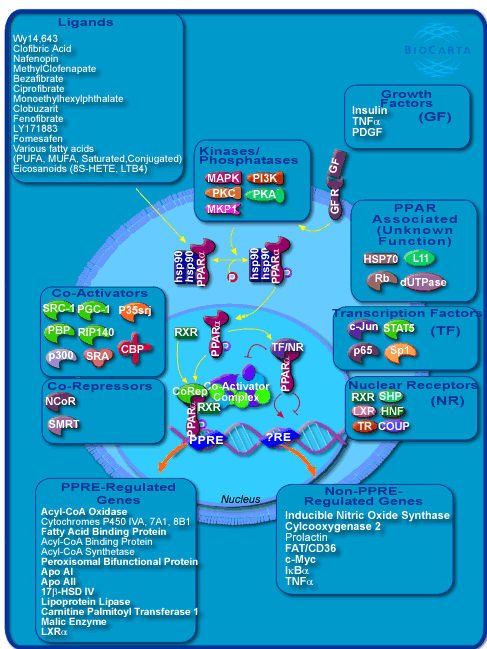 Ligands
Wy14,643
Clofibric Acid
Nafenopin
MethylClofenapate
Bezafibrate
Ciprofibrate
Monoethylhexylphthalate
Clobuzarit
Fenofibrate
LY171883
Fomesafen
Various fatty acids
(PUFA, MUFA, Saturated,Conjugated)
Eicosanoids (8S-HETE, LTB4)
BIOCARTA
Growth
Factors
(GF)
Insulin
TNFα
PDGF
Kinases/
Phosphatases
MAPK
PI3K
PKC
PKA
MKP1
GF
GF R
PPAR
Associated
(Unknown
Function)
HSP70
L11
Rb
dUTPase
hsp90
hsp90
PPARα
p
hsp90
hsp90
PPARα
Co-Activators
SRC-1
PGC-1
P35srj
PBP
RIP140
p300
SRA
CBP
Transcription Factors
(TF)
c-Jun
STAT5
p65
Sp1
RXR
PPARα
TF/NR
PPARα
Co-Repressors
NCoR
SMRT
CoRep
Co-Activator
Complex
RXR
PPARα
PPRE
?RE
Nuclear Receptors
(NR)
RXR
SHP
LXR
HNF
TR
COUP
Nucleus
PPRE-Regulated
Genes
Acyl-CoA Oxidase
Cytochromes P450 IVA, 7A1, 8B1
Fatty Acid Binding Protein
Acyl-CoA Binding Protein
Acyl-CoA Synthetase
Peroxisomal Bifunctional Protein
Apo AI
Apo AII
17β-HSD IV
Lipoprotein Lipase
Carnitine Palmitoyl Transferase 1
Malic Enzyme
LXRα
Non-PPRE-
Regulated Genes
Inducible Nitric Oxide Synthase
Cylcooxygenase 2
Prolactin
FAT/CD36
c-Myc
IκBα
TNFα